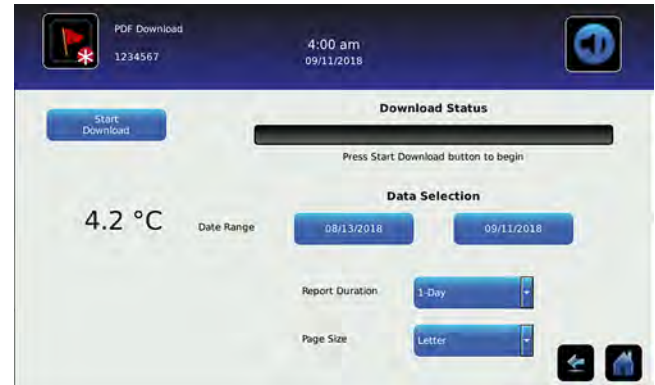 PDF Download
1234567
4:00 am
09/11/2018
Start
Download
Download Status
Press Start Download button to begin
Data Selection
4.2 °C
Date Range
08/13/2018
09/11/2018
Report Duration
1-Day
Page Size
Letter